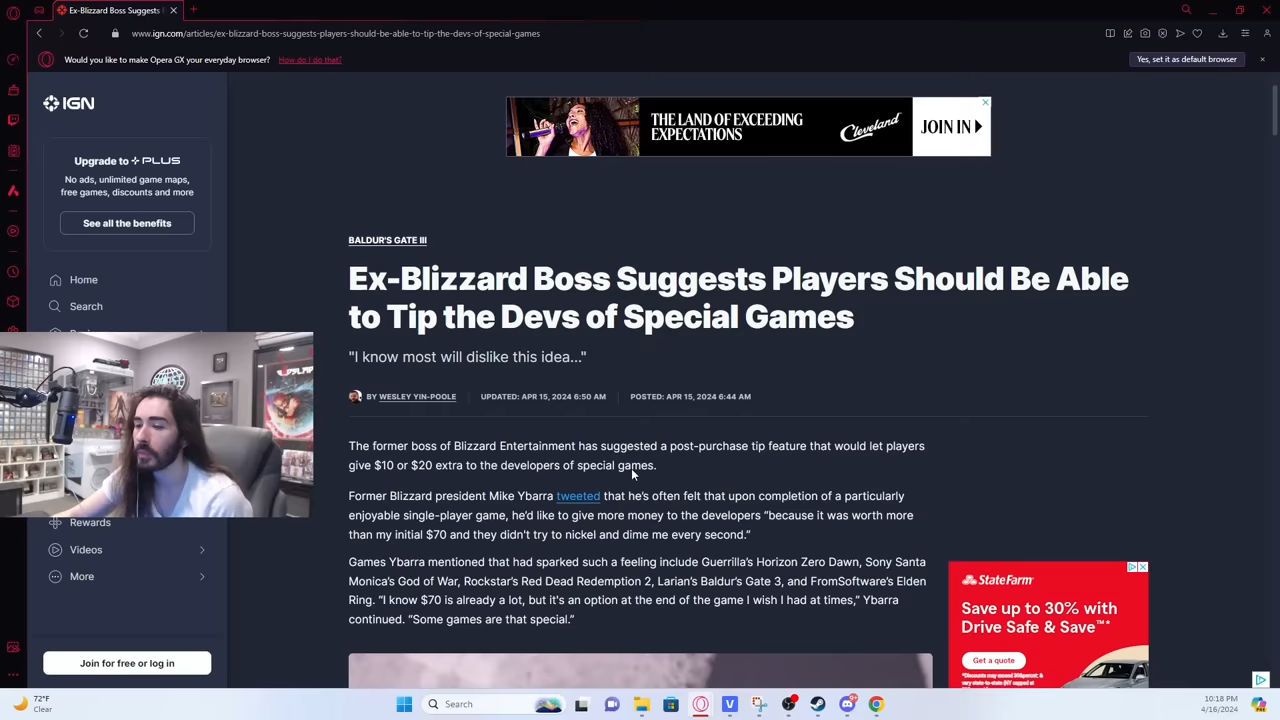 Ex-Blizzard Boss Suggests
www.ign.com/articles/ex-blizzard-boss-suggests-players-should-be-able-to-tip-the-devs-of-special-games
Would you like to make Opera GX your everyday browser?
How do I do that?
Yes, set it as default browser
IGN
Upgrade to + PLUS
No ads, unlimited game maps,
free games, discounts and more
See all the benefits
Home
Search
Rewards
Videos
More
Join for free or log in
THE LAND OF EXCEEDING
EXPECTATIONS
Cleveland
JOIN IN
BALDUR'S GATE III
Ex-Blizzard Boss Suggests Players Should Be Able
to Tip the Devs of Special Games
"I know most will dislike this idea..."
BY WESLEY YIN-POOLE
UPDATED: APR 15, 2024 6:50 AM
POSTED: APR 15, 2024 6:44 AM
The former boss of Blizzard Entertainment has suggested a post-purchase tip feature that would let players
give $10 or $20 extra to the developers of special games.
Former Blizzard president Mike Ybarra tweeted that he's often felt that upon completion of a particularly
enjoyable single-player game, he'd like to give more money to the developers “because it was worth more
than my initial $70 and they didn't try to nickel and dime me every second.”
Games Ybarra mentioned that had sparked such a feeling include Guerrilla's Horizon Zero Dawn, Sony Santa
Monica's God of War, Rockstar's Red Dead Redemption 2, Larian's Baldur's Gate 3, and FromSoftware's Elden
Ring. “I know $70 is already a lot, but it's an option at the end of the game I wish I had at times,” Ybarra
continued. “Some games are that special.”
StateFarm
Save up to 30% with
Drive Safe & Save™*
Get a quote
72°F
Clear
Search
10:18 PM
4/16/2024